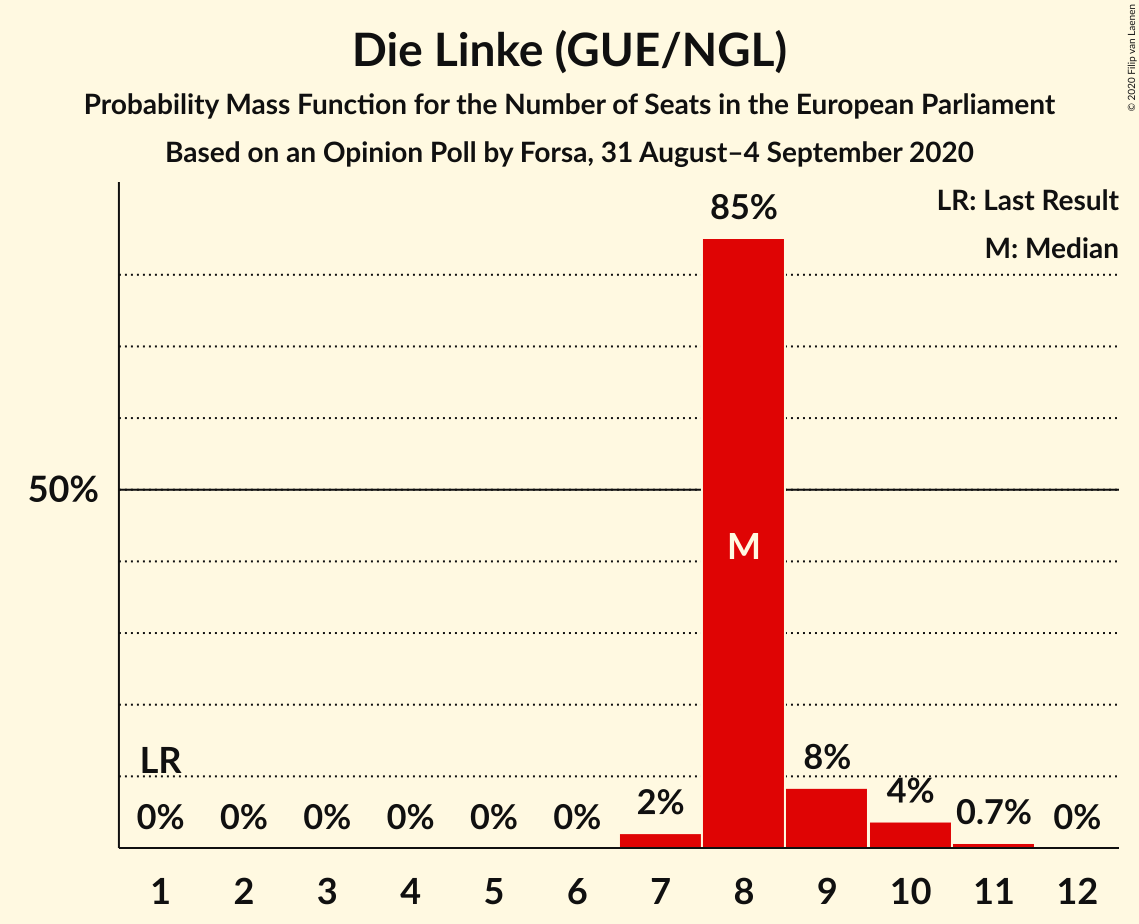 Die Linke (GUE/NGL)
Probability Mass Function for the Number of Seats in the European Parliament
Based on an Opinion Poll by Forsa, 31 August–4 September 2020
© 2020 Filip van Laenen
LR: Last Result
M: Median
85%
50%
M
LR
0%
0%
0%
0%
0%
0%
2%
8%
4%
0.7%
0%
1 2 3 4 5 6 7 8 9 10 11 12